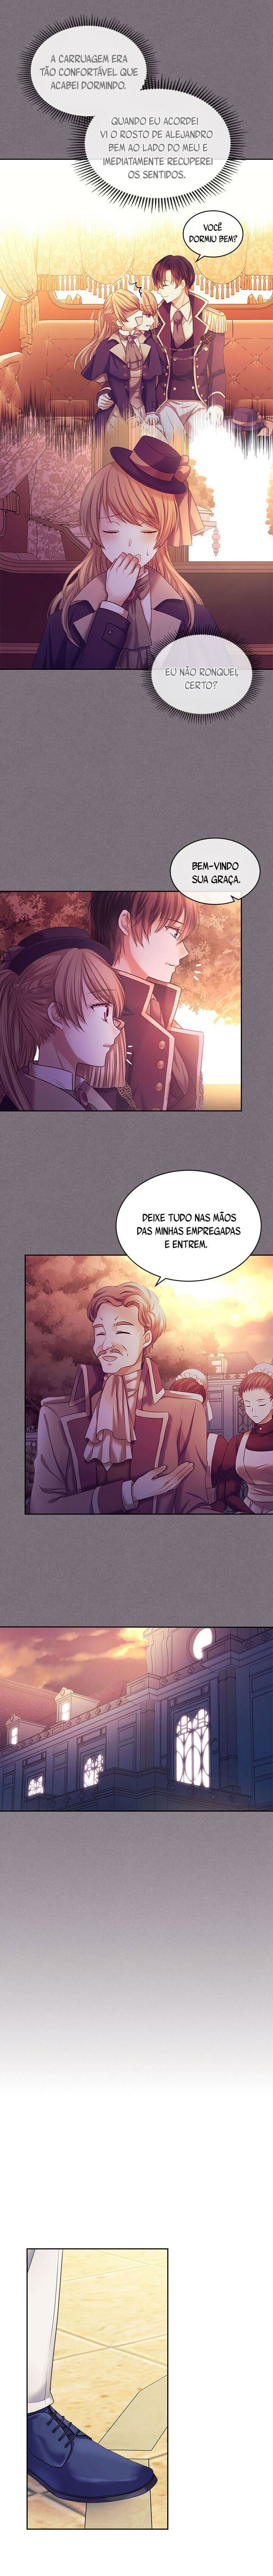 A CARRUAGEM ERA
TÃO CONFORTÁVEL QUE
ACABEI DORMINDO.
QUANDO EU ACORDEI
VI O ROSTO DE ALEJANDRO
BEM AO LADO DO MEU E
IMEDIATAMENTE RECUPEREI
OS SENTIDOS.
VOCÊ
DORMIU BEM?
EU NÃO RONQUEI,
CERTO?
BEM-VINDO
SUA GRAÇA.
DEIXE TUDO NAS MÃOS
DAS MINHAS EMPREGADAS
E ENTREM.